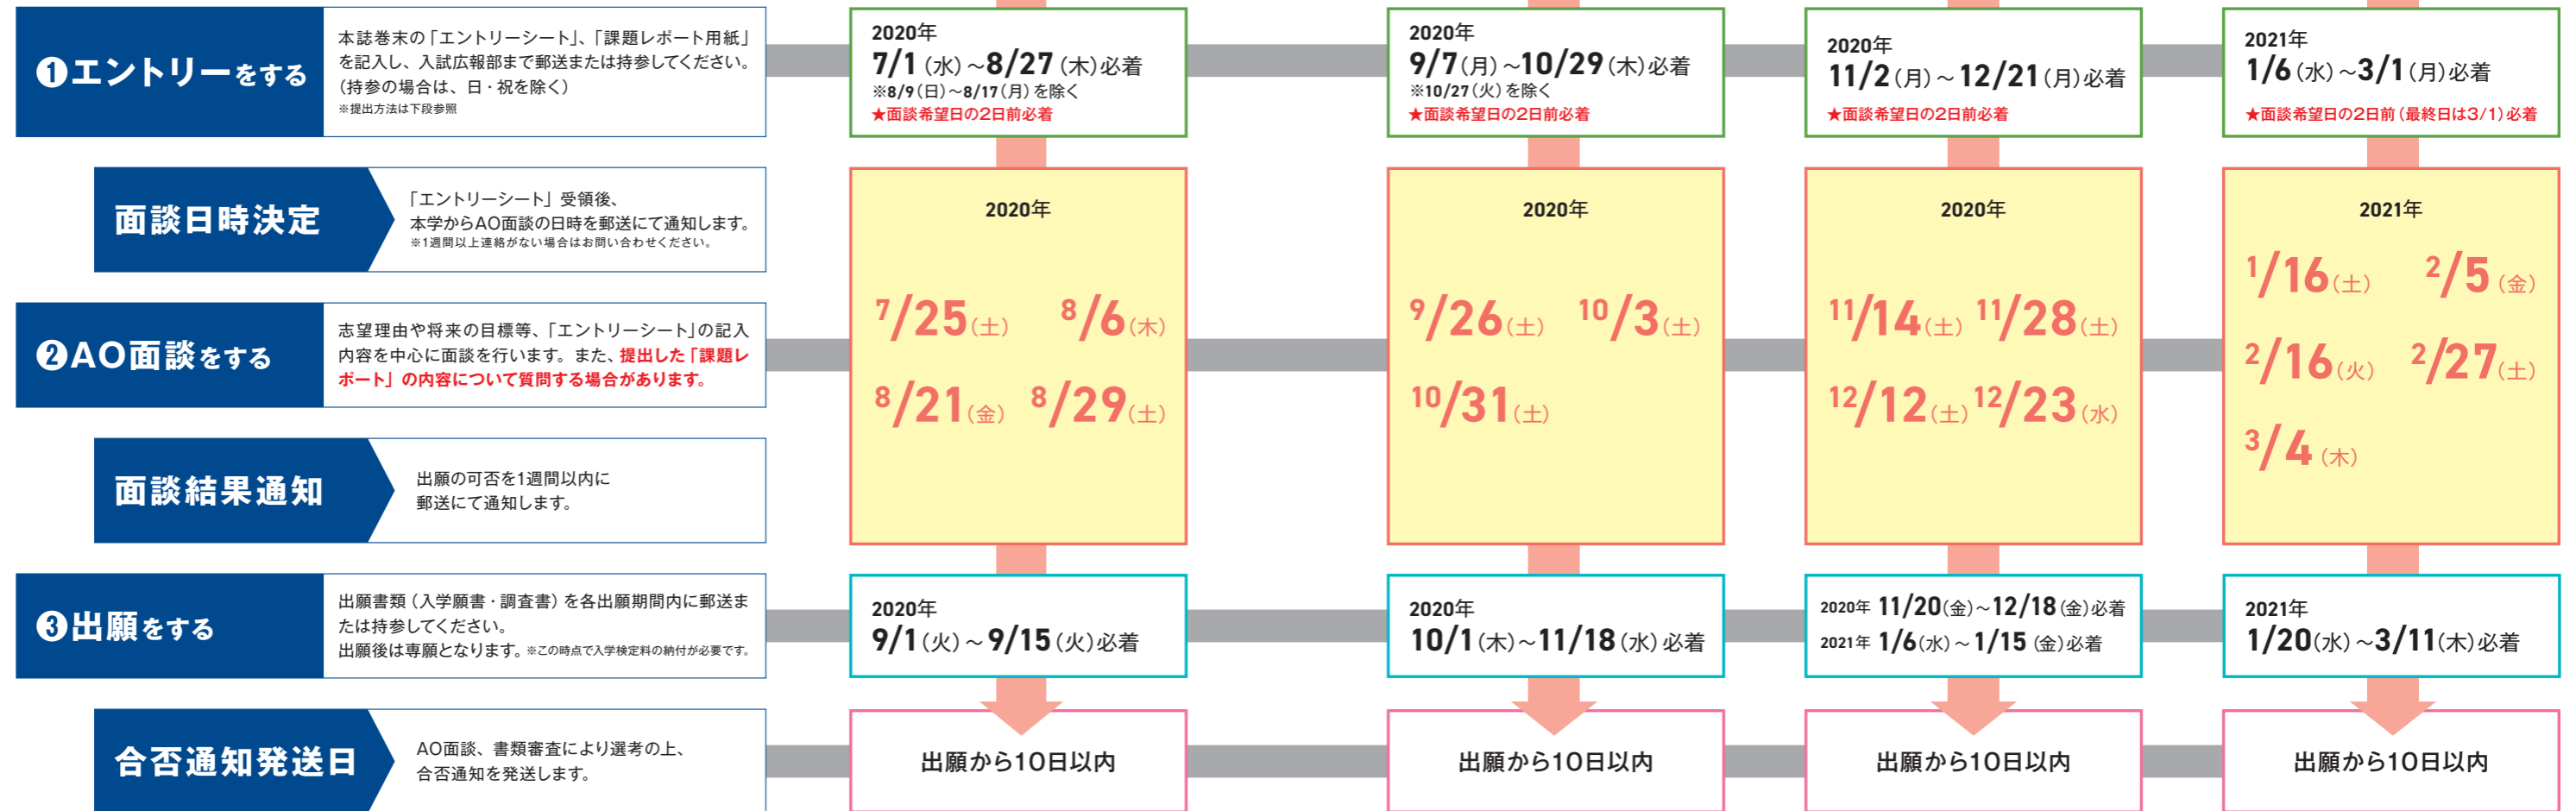 ❶エントリーをする
本誌巻末の「エントリーシート」、「課題レポート用紙」
を記入し、入試広報部まで郵送または持参してください。
（持参の場合は、日・祝を除く）
※提出方法は下段参照
2020年
7/1（水）～8/27（木）必着
※8/9（日）～8/17（月）を除く
★面談希望日の2日前必着
2020年
9/7（月）～10/29（木）必着
※10/27（火）を除く
★面談希望日の2日前必着
2020年
11/2（月）～12/21（月）必着
★面談希望日の2日前必着
2021年
1/6（水）～3/1（月）必着
★面談希望日の2日前（最終日は3/1）必着
面談日時決定
「エントリーシート」受領後、
本学からAO面談の日時を郵送にて通知します。
※1週間以上連絡がない場合はお問い合わせください。
❷AO面談をする
志望理由や将来の目標等、「エントリーシート」の記入
内容を中心に面談を行います。また、提出した「課題レ
ポート」の内容について質問する場合があります。
面談結果通知
出願の可否を1週間以内に
郵送にて通知します。
2020年
7/25（土） 8/6（木）
8/21（金） 8/29（土）
2020年
9/26（土） 10/3（土）
10/31（土）
2020年
11/14（土） 11/28（土）
12/12（土） 12/23（水）
2021年
1/16（土） 2/5（金）
2/16（火） 2/27（土）
3/4（木）
❸出願をする
出願書類（入学願書・調査書）を各出願期間内に郵送ま
たは持参してください。
出願後は専願となります。※この時点で入学検定料の納付が必要です。
2020年
9/1（火）～9/15（火）必着
2020年
10/1（木）～11/18（水）必着
2020年 11/20（金）～12/18（金）必着
2021年 1/6（水）～1/15（金）必着
2021年
1/20（水）～3/11（木）必着
合否通知発送日
AO面談、書類審査により選考の上、
合否通知を発送します。
出願から10日以内
出願から10日以内
出願から10日以内
出願から10日以内